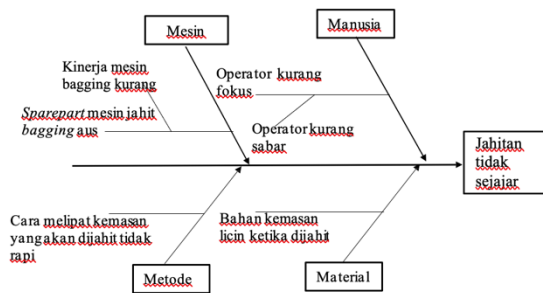 Mesin
Manusia
Kinerja mesin
bagging kurang
Sparepart mesin jahit
bagging aus
Operator kurang
fokus
Operator kurang
sabar
Jahitan
tidak
sejajar
Cara melipat kemasan
yang akan dijahit tidak
rapi
Bahan kemasan
licin ketika dijahit
Metode
Material